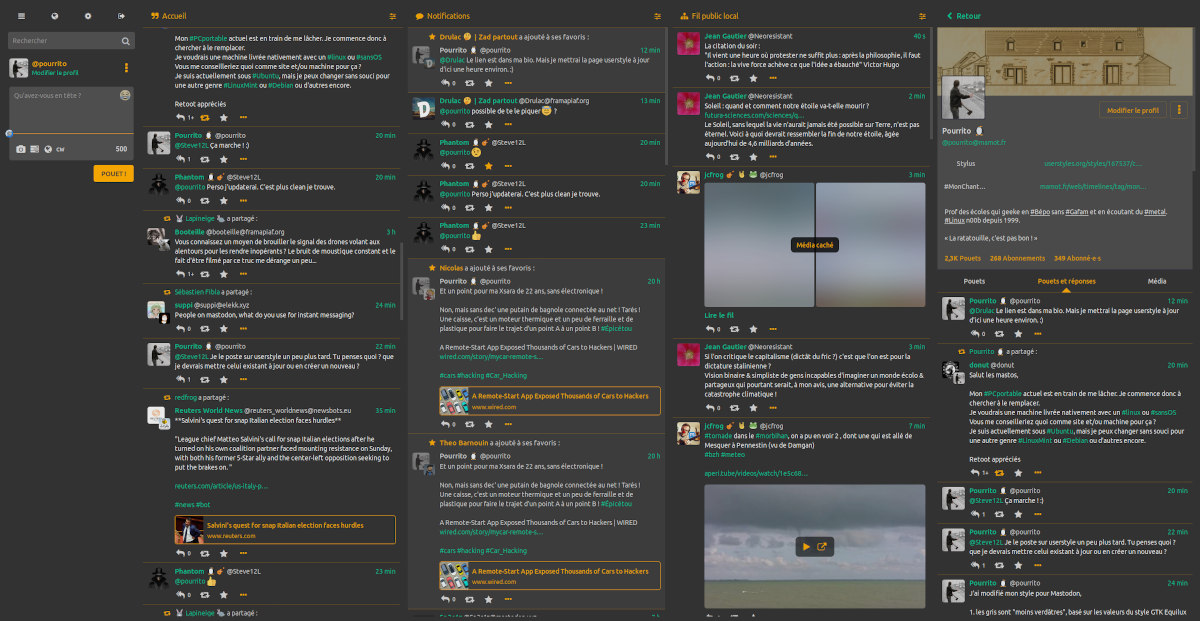 Rechercher
@pourrito
Modifier le profil
Qu'avez-vous en tête ?
CW
500
POUET !
Accueil
Mon #PCportable actuel est en train de me lâcher. Je commence donc à
chercher à le remplacer.
Je voudrais une machine livrée nativement avec un #linux ou #sansOS
Vous me conseilleriez quoi comme site et/ou machine pour ça ?
Je suis actuellement sous #Ubuntu, mais je peux changer sans souci pour
une autre genre #LinuxMint ou #Debian ou d'autres encore.
Retoot appréciés
1+
Pourrito @pourrito
20 min
@Steve12L Ça marche ! :)
1
Phantom @Steve12L
20 min
@pourrito Perso j'updaterai. C'est plus clean je trouve.
0
Lapineige a partagé :
Booteille @booteille@framapiaf.org
3 h
Vous connaissez un moyen de brouiller le signal des drones volant aux
alentours pour les rendre inopérants ? Le bruit de moustique constant et le
fait d'être filmé par ce truc me dérange un peu...
1+
Sébastien Fibla a partagé :
suppi @suppi@elekk.xyz
24 min
People on mastodon, what do you use for instant messaging?
0
Pourrito @pourrito
22 min
@Steve12L Je le poste sur userstyle un peu plus tard. Tu penses quoi ? que
je devrais mettre celui existant à jour ou en créer un nouveau ?
1
redfrog a partagé :
Reuters World News @reuters_worldnews@newsbots.eu
35 min
**Salvini's quest for snap Italian election faces hurdles**
"League chief Matteo Salvini's call for snap Italian elections after he
turned on his own coalition partner faced mounting resistance on Sunday,
with both his former 5-Star ally and the center-left opposition seeking to
put the brakes on. "
reuters.com/article/us-italy-p...
#news #bot
Salvini's quest for snap Italian election faces hurdles
www.reuters.com
0
Phantom @Steve12L
23 min
@pourrito
0
Lapineige a partagé :
Notifications
Drulac | Zad partout a ajouté à ses favoris :
Pourrito @pourrito
12 min
@Drulac Le lien est dans ma bio. Mais je mettrai la page userstyle à jour
d'ici une heure environ. :)
0
Drulac | Zad partout @Drulac@framapiaf.org
13 min
@pourrito possible de te le piquer ?
0
Phantom @Steve12L
20 min
@pourrito
0
Phantom @Steve12L
20 min
@pourrito Perso j'updaterai. C'est plus clean je trouve.
0
Phantom @Steve12L
23 min
@pourrito
0
Nicolas a ajouté à ses favoris :
Pourrito @pourrito
20 h
Et un point pour ma Xsara de 22 ans, sans électronique !
Non, mais sans dec' une putain de bagnole connectée au net ! Tarés !
Une caisse, c'est un moteur thermique et un peu de ferraille et de
plastique pour faire le trajet d'un point A à un point B ! #Épicétou
A Remote-Start App Exposed Thousands of Cars to Hackers | WIRED
wired.com/story/mycar-remote-s...
#cars #hacking #Car_Hacking
A Remote-Start App Exposed Thousands of Cars to Hackers
www.wired.com
0
Theo Barnouin a ajouté à ses favoris :
Pourrito @pourrito
20 h
Et un point pour ma Xsara de 22 ans, sans électronique !
Non, mais sans dec' une putain de bagnole connectée au net ! Tarés !
Une caisse, c'est un moteur thermique et un peu de ferraille et de
plastique pour faire le trajet d'un point A à un point B ! #Épicétou
A Remote-Start App Exposed Thousands of Cars to Hackers | WIRED
wired.com/story/mycar-remote-s...
#cars #hacking #Car_Hacking
A Remote-Start App Exposed Thousands of Cars to Hackers
www.wired.com
0
Fil public local
Jean Gautier @Neoresistant
40 s
La citation du soir :
"Il vient une heure où protester ne suffit plus : après la philosophie, il faut
l'action : la vive force achève ce que l'idée a ébauché" Victor Hugo
0
Jean Gautier @Neoresistant
2 min
Soleil : quand et comment notre étoile va-t-elle mourir ?
futura-sciences.com/sciences/q...
Le Soleil, sans lequel la vie n'aurait jamais été possible sur Terre, n'est pas
éternel. Voici à quoi devrait ressembler la fin de notre étoile, âgée
aujourd'hui de 4,6 milliards d'années.
0
jcfrog @jcfrog
3 min
Média caché
Lire le fil
0
Jean Gautier @Neoresistant
3 min
Si l'on critique le capitalisme (dictât du fric ?) c'est que l'on est pour la
dictature stalinienne ?
Vision binaire & simpliste de gens incapables d'imaginer un monde écolo &
partageux qui pourtant serait, à mon avis, une alternative pour éviter la
catastrophe climatique !
0
jcfrog @jcfrog
7 min
#tornade dans le #morbihan, on a pu en voir 2 , dont une qui est allé de
Mesquer à Pennestin (vu de Damgan)
#bzh #meteo
aperi.tube/videos/watch/1e5c68...
Retour
Modifier le profil
Pourrito
@pourrito@mamot.fr
Stylus
userstyles.org/styles/167537/c...
#MonChant...
mamot.fr/web/timelines/tag/mon...
Prof des écoles qui geeke en #Bépo sans #Gafam et en écoutant du #metal.
#Linux n00b depuis 1999.
« La ratatouille, c'est pas bon ! »
2,3K Pouets 268 Abonnements 349 Abonné·e·s
Pouets
Pouets et réponses
Média
Pourrito @pourrito
12 min
@Drulac Le lien est dans ma bio. Mais je mettrai la page userstyle à jour
d'ici une heure environ. :)
0
Pourrito a partagé :
donut @donut
20 min
Salut les mastos,
Mon #PCportable actuel est en train de me lâcher. Je commence donc à
chercher à le remplacer.
Je voudrais une machine livrée nativement avec un #linux ou #sansOS
Vous me conseilleriez quoi comme site et/ou machine pour ça ?
Je suis actuellement sous #Ubuntu, mais je peux changer sans souci pour
une autre genre #LinuxMint ou #Debian ou d'autres encore.
Retoot appréciés
1+
Pourrito @pourrito
20 min
@Steve12L Ça marche ! :)
1
Pourrito @pourrito
22 min
@Steve12L Je le poste sur userstyle un peu plus tard. Tu penses quoi ?
que je devrais mettre celui existant à jour ou en créer un nouveau ?
1
Pourrito @pourrito
24 min
J'ai modifié mon style pour Mastodon,
1. les gris sont "moins verdâtres", basé sur les valeurs du style GTK Equilux